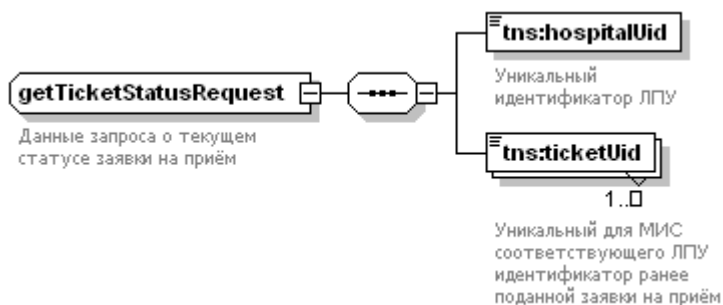 getTicketStatusRequest
Данные запроса о текущем
статусе заявки на приём
tns:hospitalUid
Уникальный
идентификатор ЛПУ
tns:ticketUid
1..□
Уникальный для МИС
соответствующего ЛПУ
идентификатор ранее
поданной заявки на приём